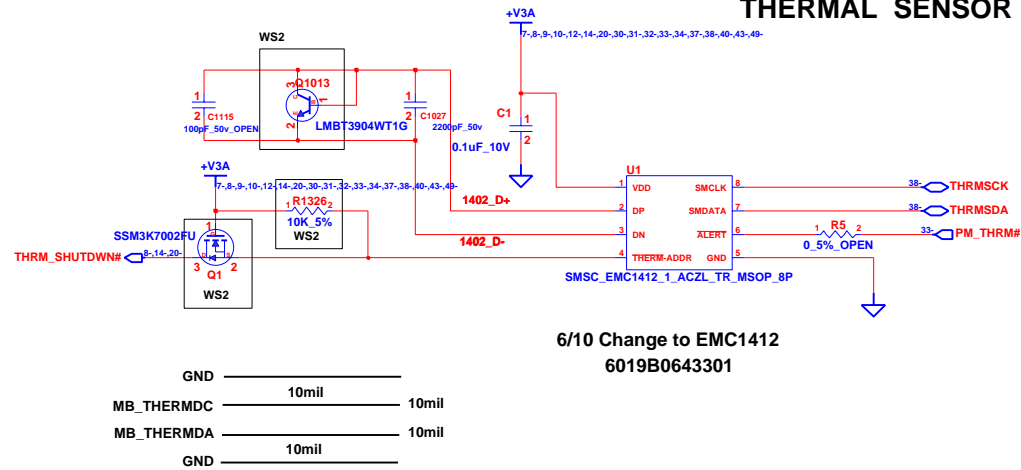 THERMAL SENSOR
+V3A
7-,8-,9-,10-,12-,14-,20-,30-,31-,32-,33-,34-,37-,38-,40-,43-,49-
WS2
Q1013
3
C
B
1
E
2
LMBT3904WT1G
1
2
C1115
100pF_50v_OPEN
1
2
C1027
2200pF_50v
C1
1
2
0.1uF_10V
+V3A
7-,8-,9-,10-,12-,14-,20-,30-,31-,32-,33-,34-,37-,38-,40-,43-,49-
1 R1326 2
10K_5%
WS2
1402_D+
1402_D-
SSM3K7002FU
1
G
D
S
3
2
Q1
WS2
THRM_SHUTDWN# 8-,14-,20-
U1
1 VDD SMCLK 8
2 DP SMDATA 7
3 DN ALERT 6
4 THERM-ADDR GND 5
SMSC_EMC1412_1_ACZL_TR_MSOP_8P
38- THRMSCK
38- THRMSDA
R5
1 2
0_5%_OPEN
33- PM_THRM#
6/10 Change to EMC1412
6019B0643301
GND
10mil
MB_THERMDC 10mil
MB_THERMDA 10mil
10mil
GND